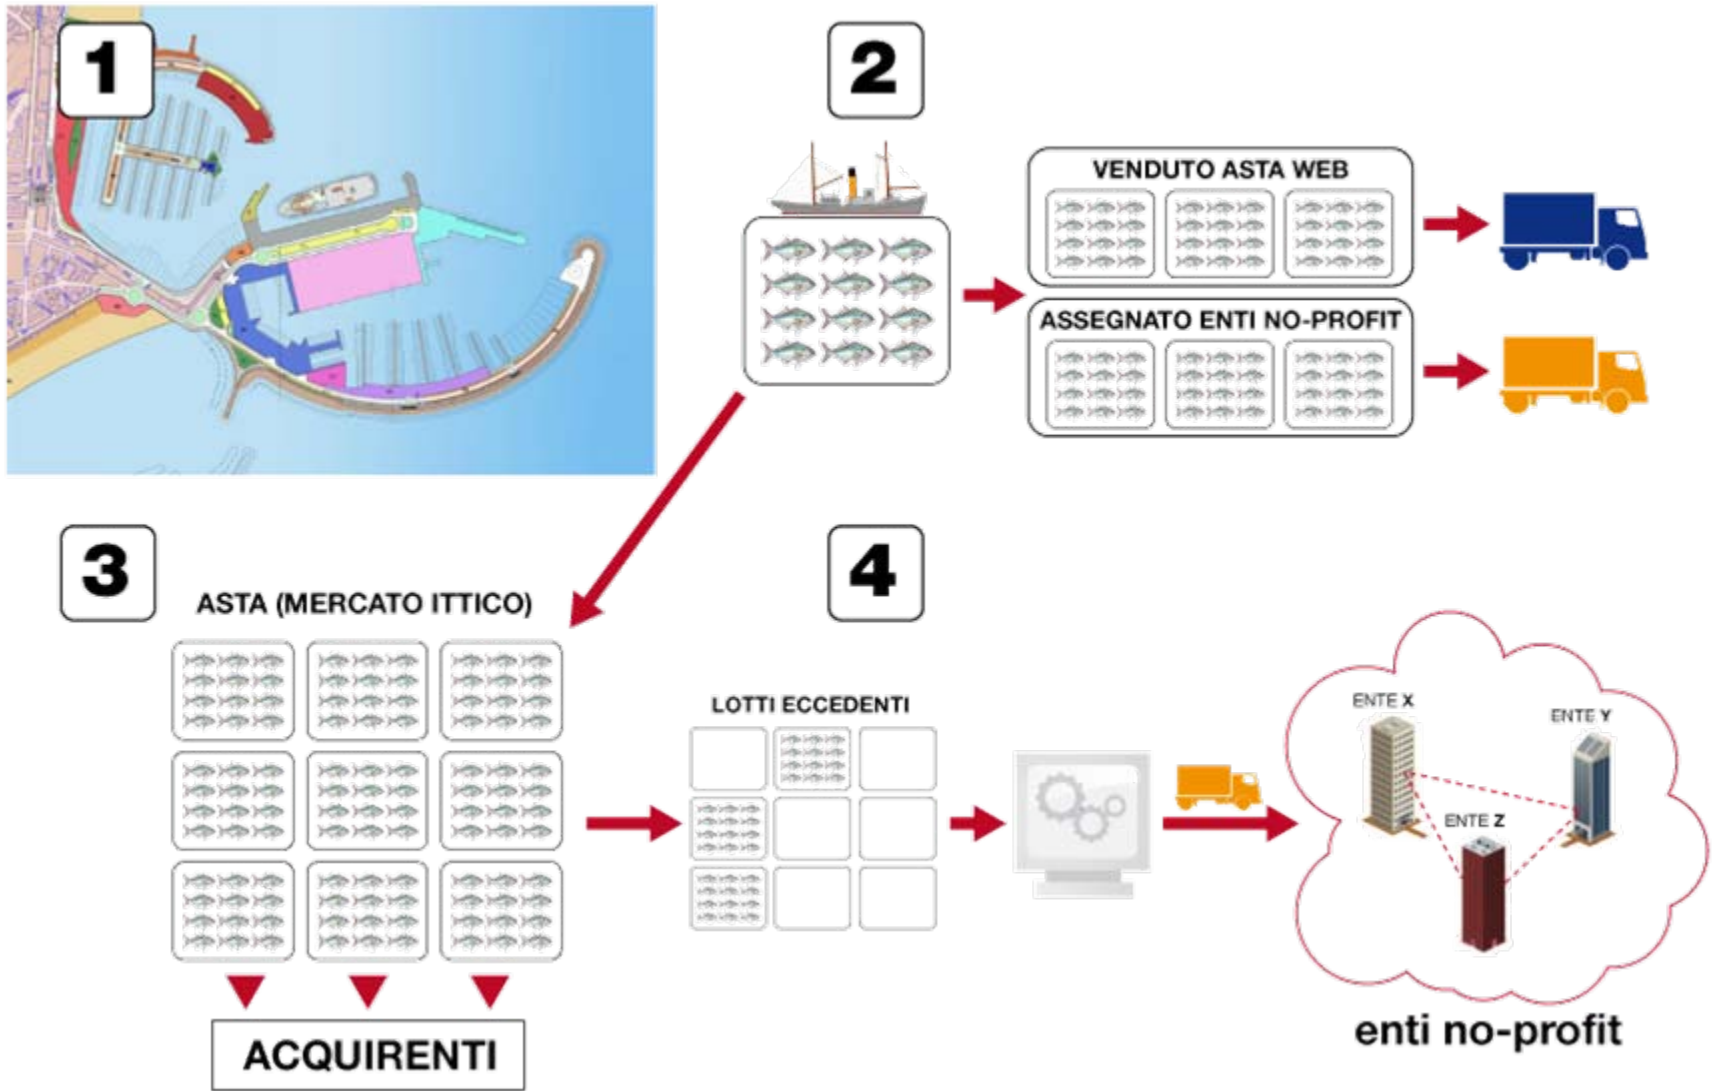 1
2
VENDUTO ASTA WEB
ASSEGNATO ENTI NO-PROFIT
3
ASTA (MERCATO ITTICO)
ACQUIRENTI
4
LOTTI ECCEDENTI
ENTE X
ENTE Y
ENTE Z
enti no-profit